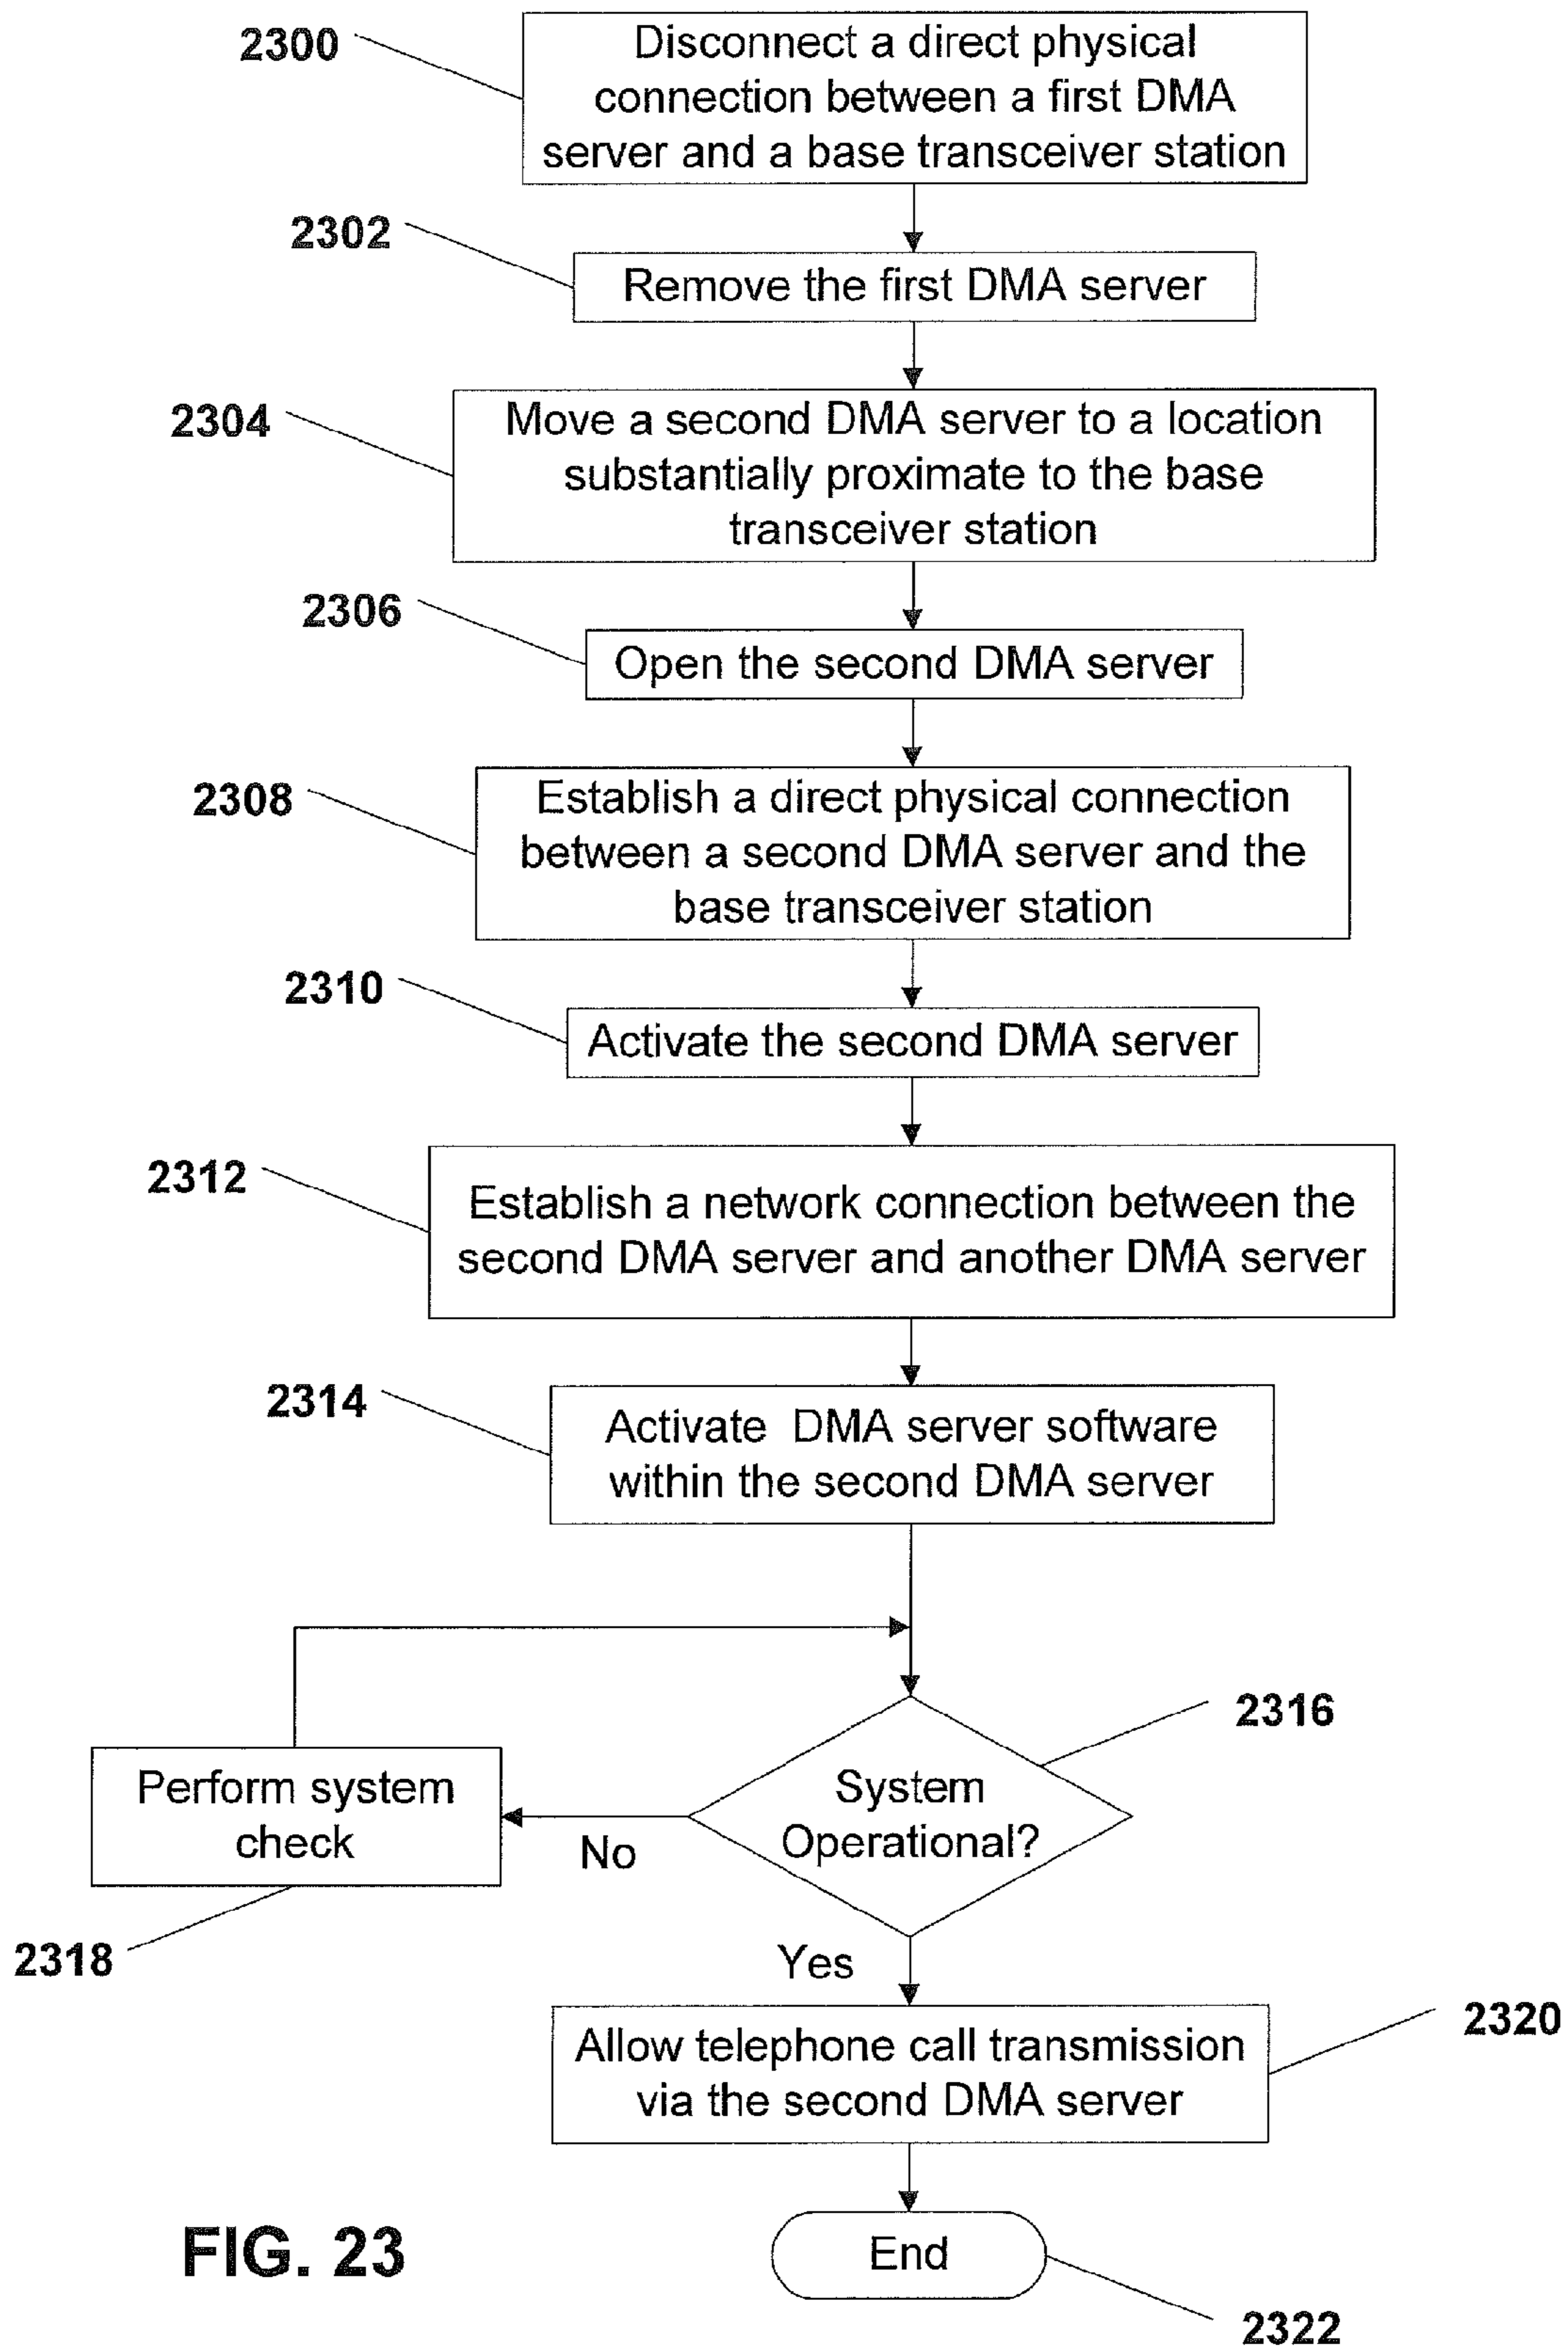 2300
Disconnect a direct physical
connection between a first DMA
server and a base transceiver station
2302
Remove the first DMA server
2304
Move a second DMA server to a location
substantially proximate to the base
transceiver station
2306
Open the second DMA server
2308
Establish a direct physical connection
between a second DMA server and the
base transceiver station
2310
Activate the second DMA server
2312
Establish a network connection between the
second DMA server and another DMA server
2314
Activate DMA server software
within the second DMA server
2316
System
Operational?
No
Perform system
check
2318
Yes
2320
Allow telephone call transmission
via the second DMA server
End
2322
FIG. 23